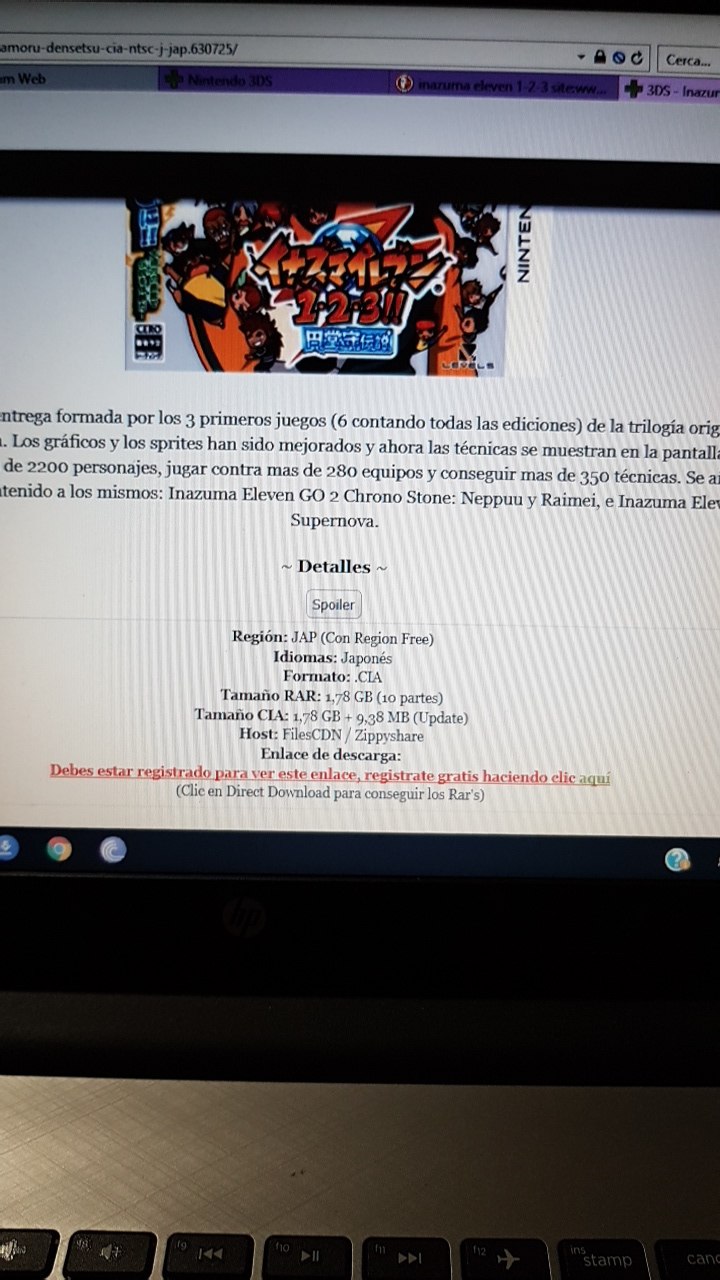 amoru-densetsu-cia-ntsc-j-jap.630725/
Cerca...
m Web
Nintendo 3DS
inazuma eleven 1-2-3 site:ww...
3DS - Inazur
NINTEN
イナズマイレブン
1・2・3!!
円堂守伝説
CERO
LEVEL5
ntrega formada por los 3 primeros juegos (6 contando todas las ediciones) de la trilogía orig
. Los gráficos y los sprites han sido mejorados y ahora las técnicas se muestran en la pantalla
de 2200 personajes, jugar contra mas de 280 equipos y conseguir mas de 350 técnicas. Se a
tenido a los mismos: Inazuma Eleven GO 2 Chrono Stone: Neppuu y Raimei, e Inazuma Ele
Supernova.
~ Detalles ~
Spoiler
Región: JAP (Con Region Free)
Idiomas: Japonés
Formato: .CIA
Tamaño RAR: 1,78 GB (10 partes)
Tamaño CIA: 1,78 GB + 9,38 MB (Update)
Host: FilesCDN / Zippyshare
Enlace de descarga:
Debes estar registrado para ver este enlace, registrate gratis haciendo clic aquí
(Clic en Direct Download para conseguir los Rar's)
hp
f8
f9
f10
f11
f12
ins
stamp
canc